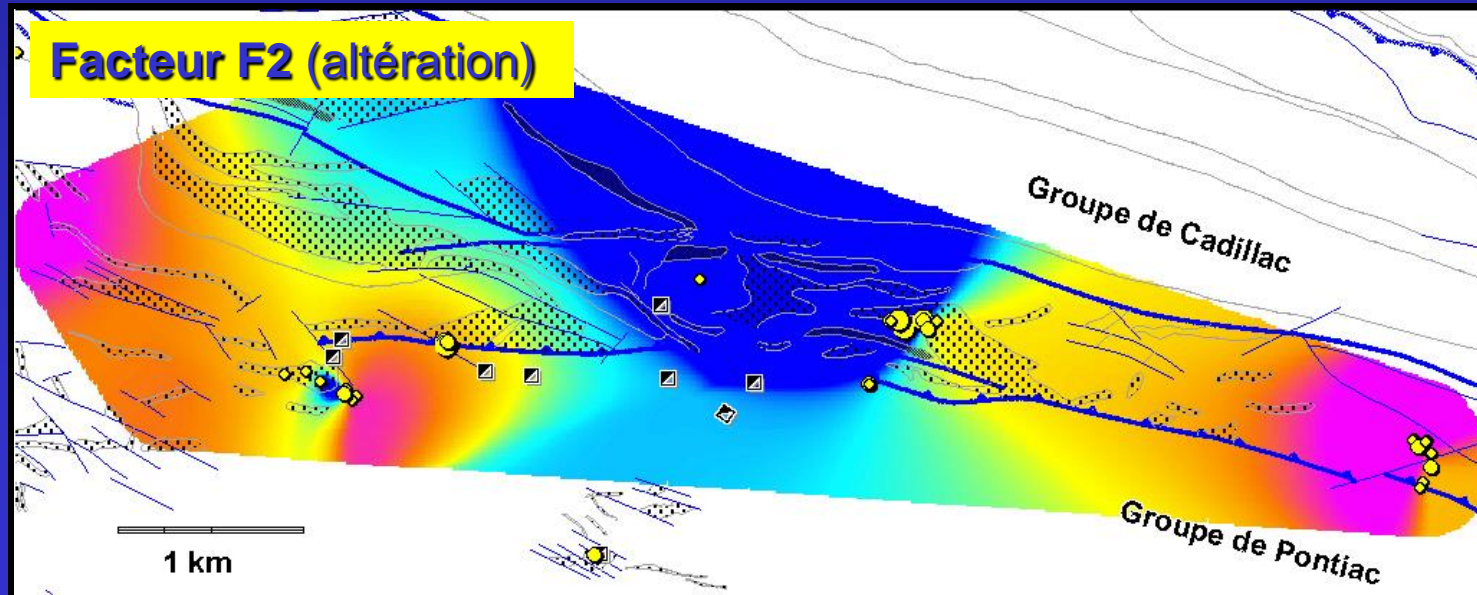 Facteur F2 (altération)
Groupe de Cadillac
Groupe de Pontiac
1 km